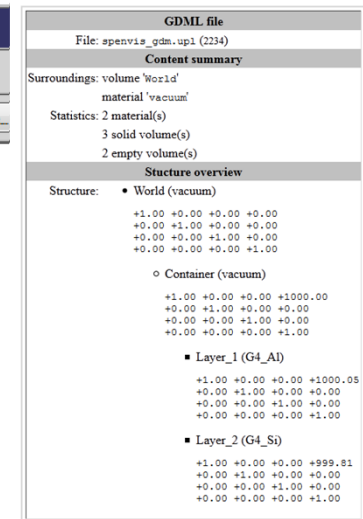 GDML file
File: spenvis_gdm.upl (2234)
Content summary
Surroundings: volume 'World'
material 'vacuum'
Statistics: 2 material(s)
3 solid volume(s)
2 empty volume(s)
Stucture overview
Structure: • World (vacuum)
+1.00 +0.00 +0.00 +0.00
+0.00 +1.00 +0.00 +0.00
+0.00 +0.00 +1.00 +0.00
+0.00 +0.00 +0.00 +1.00
○ Container (vacuum)
+1.00 +0.00 +0.00 +1000.00
+0.00 +1.00 +0.00 +0.00
+0.00 +0.00 +1.00 +0.00
+0.00 +0.00 +0.00 +1.00
▪ Layer_1 (G4_Al)
+1.00 +0.00 +0.00 +1000.05
+0.00 +1.00 +0.00 +0.00
+0.00 +0.00 +1.00 +0.00
+0.00 +0.00 +0.00 +1.00
▪ Layer_2 (G4_Si)
+1.00 +0.00 +0.00 +999.81
+0.00 +1.00 +0.00 +0.00
+0.00 +0.00 +1.00 +0.00
+0.00 +0.00 +0.00 +1.00